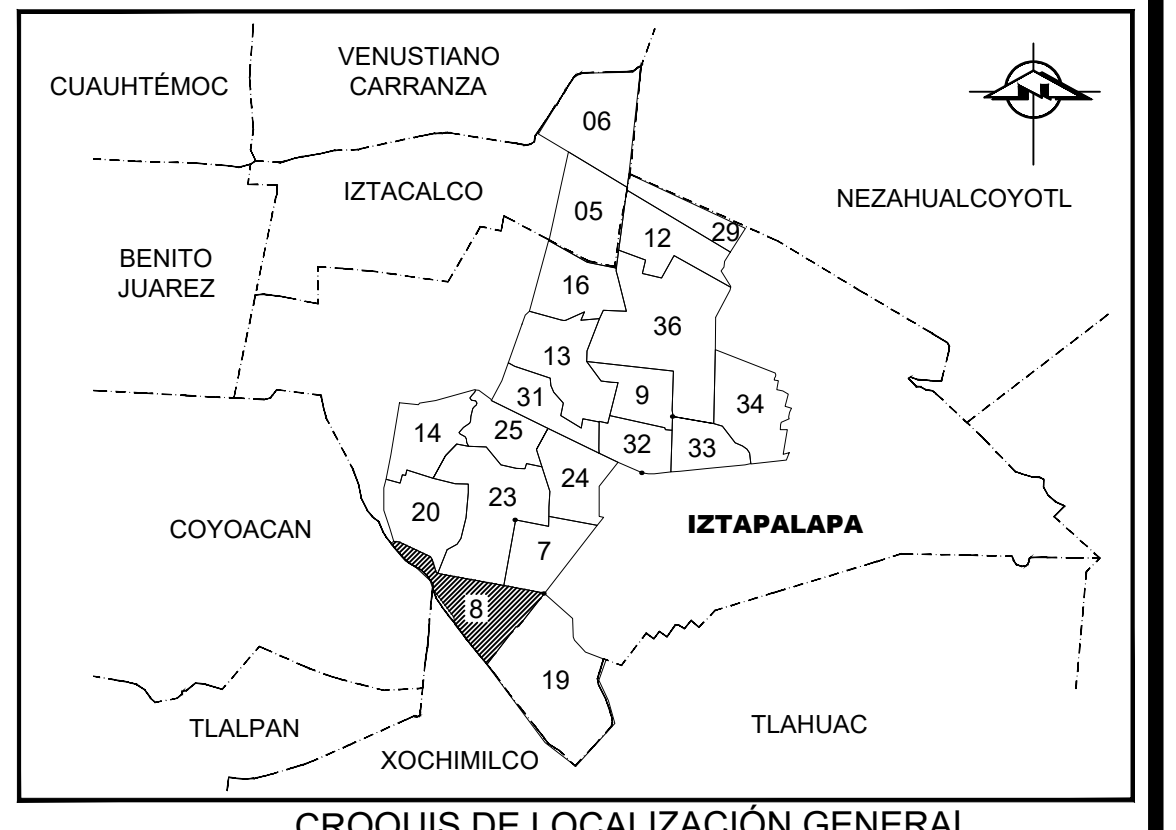 VENUSTIANO
CARRANZA
CUAUHTÉMOC
06
IZTACALCO
NEZAHUALCOYOTL
05
12
29
BENITO
JUAREZ
16
36
13
31
9
34
14
25
32
33
24
23
20
COYOACAN
IZTAPALAPA
7
8
19
TLALPAN
TLAHUAC
XOCHIMILCO
CROQUIS DE LOCALIZACIÓN GENERAL